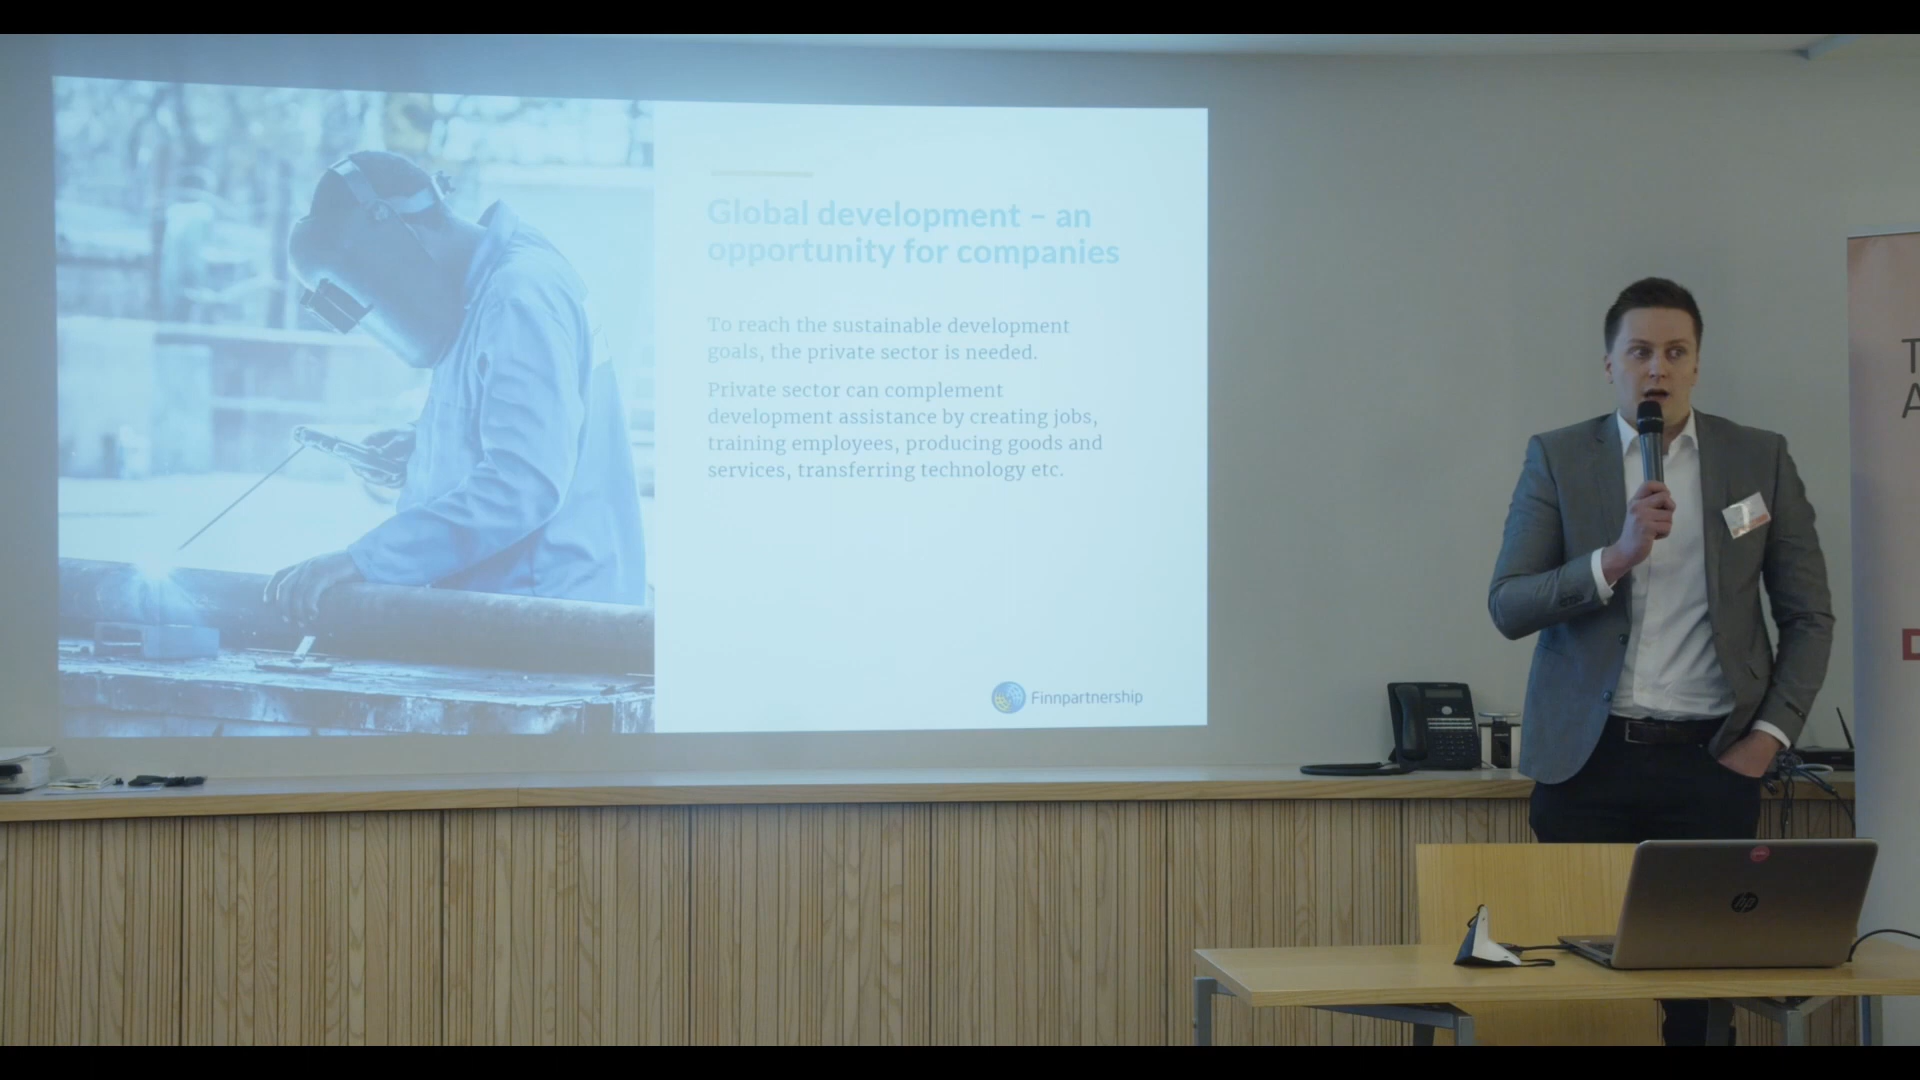 Global development – an
opportunity for companies
To reach the sustainable development
goals, the private sector is needed.
Private sector can complement
development assistance by creating jobs,
training employees, producing goods and
services, transferring technology etc.
Finnpartnership
T
A
hp